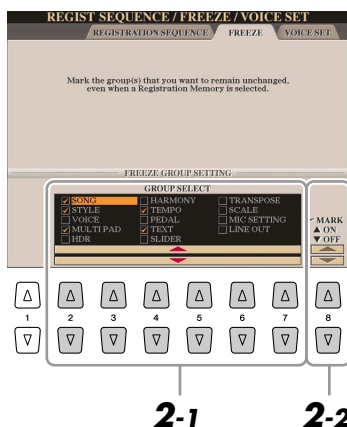 REGIST SEQUENCE / FREEZE / VOICE SET
REGISTRATION SEQUENCE FREEZE VOICE SET
Mark the group(s) that you want to remain unchanged,
even when a Registration Memory is selected.
FREEZE GROUP SETTING
GROUP SELECT
SONG HARMONY TRANSPOSE
STYLE TEMPO SCALE
VOICE PEDAL MIC SETTING
MULTI PAD TEXT LINE OUT
HDR SLIDER
MARK
▲ ON
▼ OFF
1 2 3 4 5 6 7 8
2-1 2-2